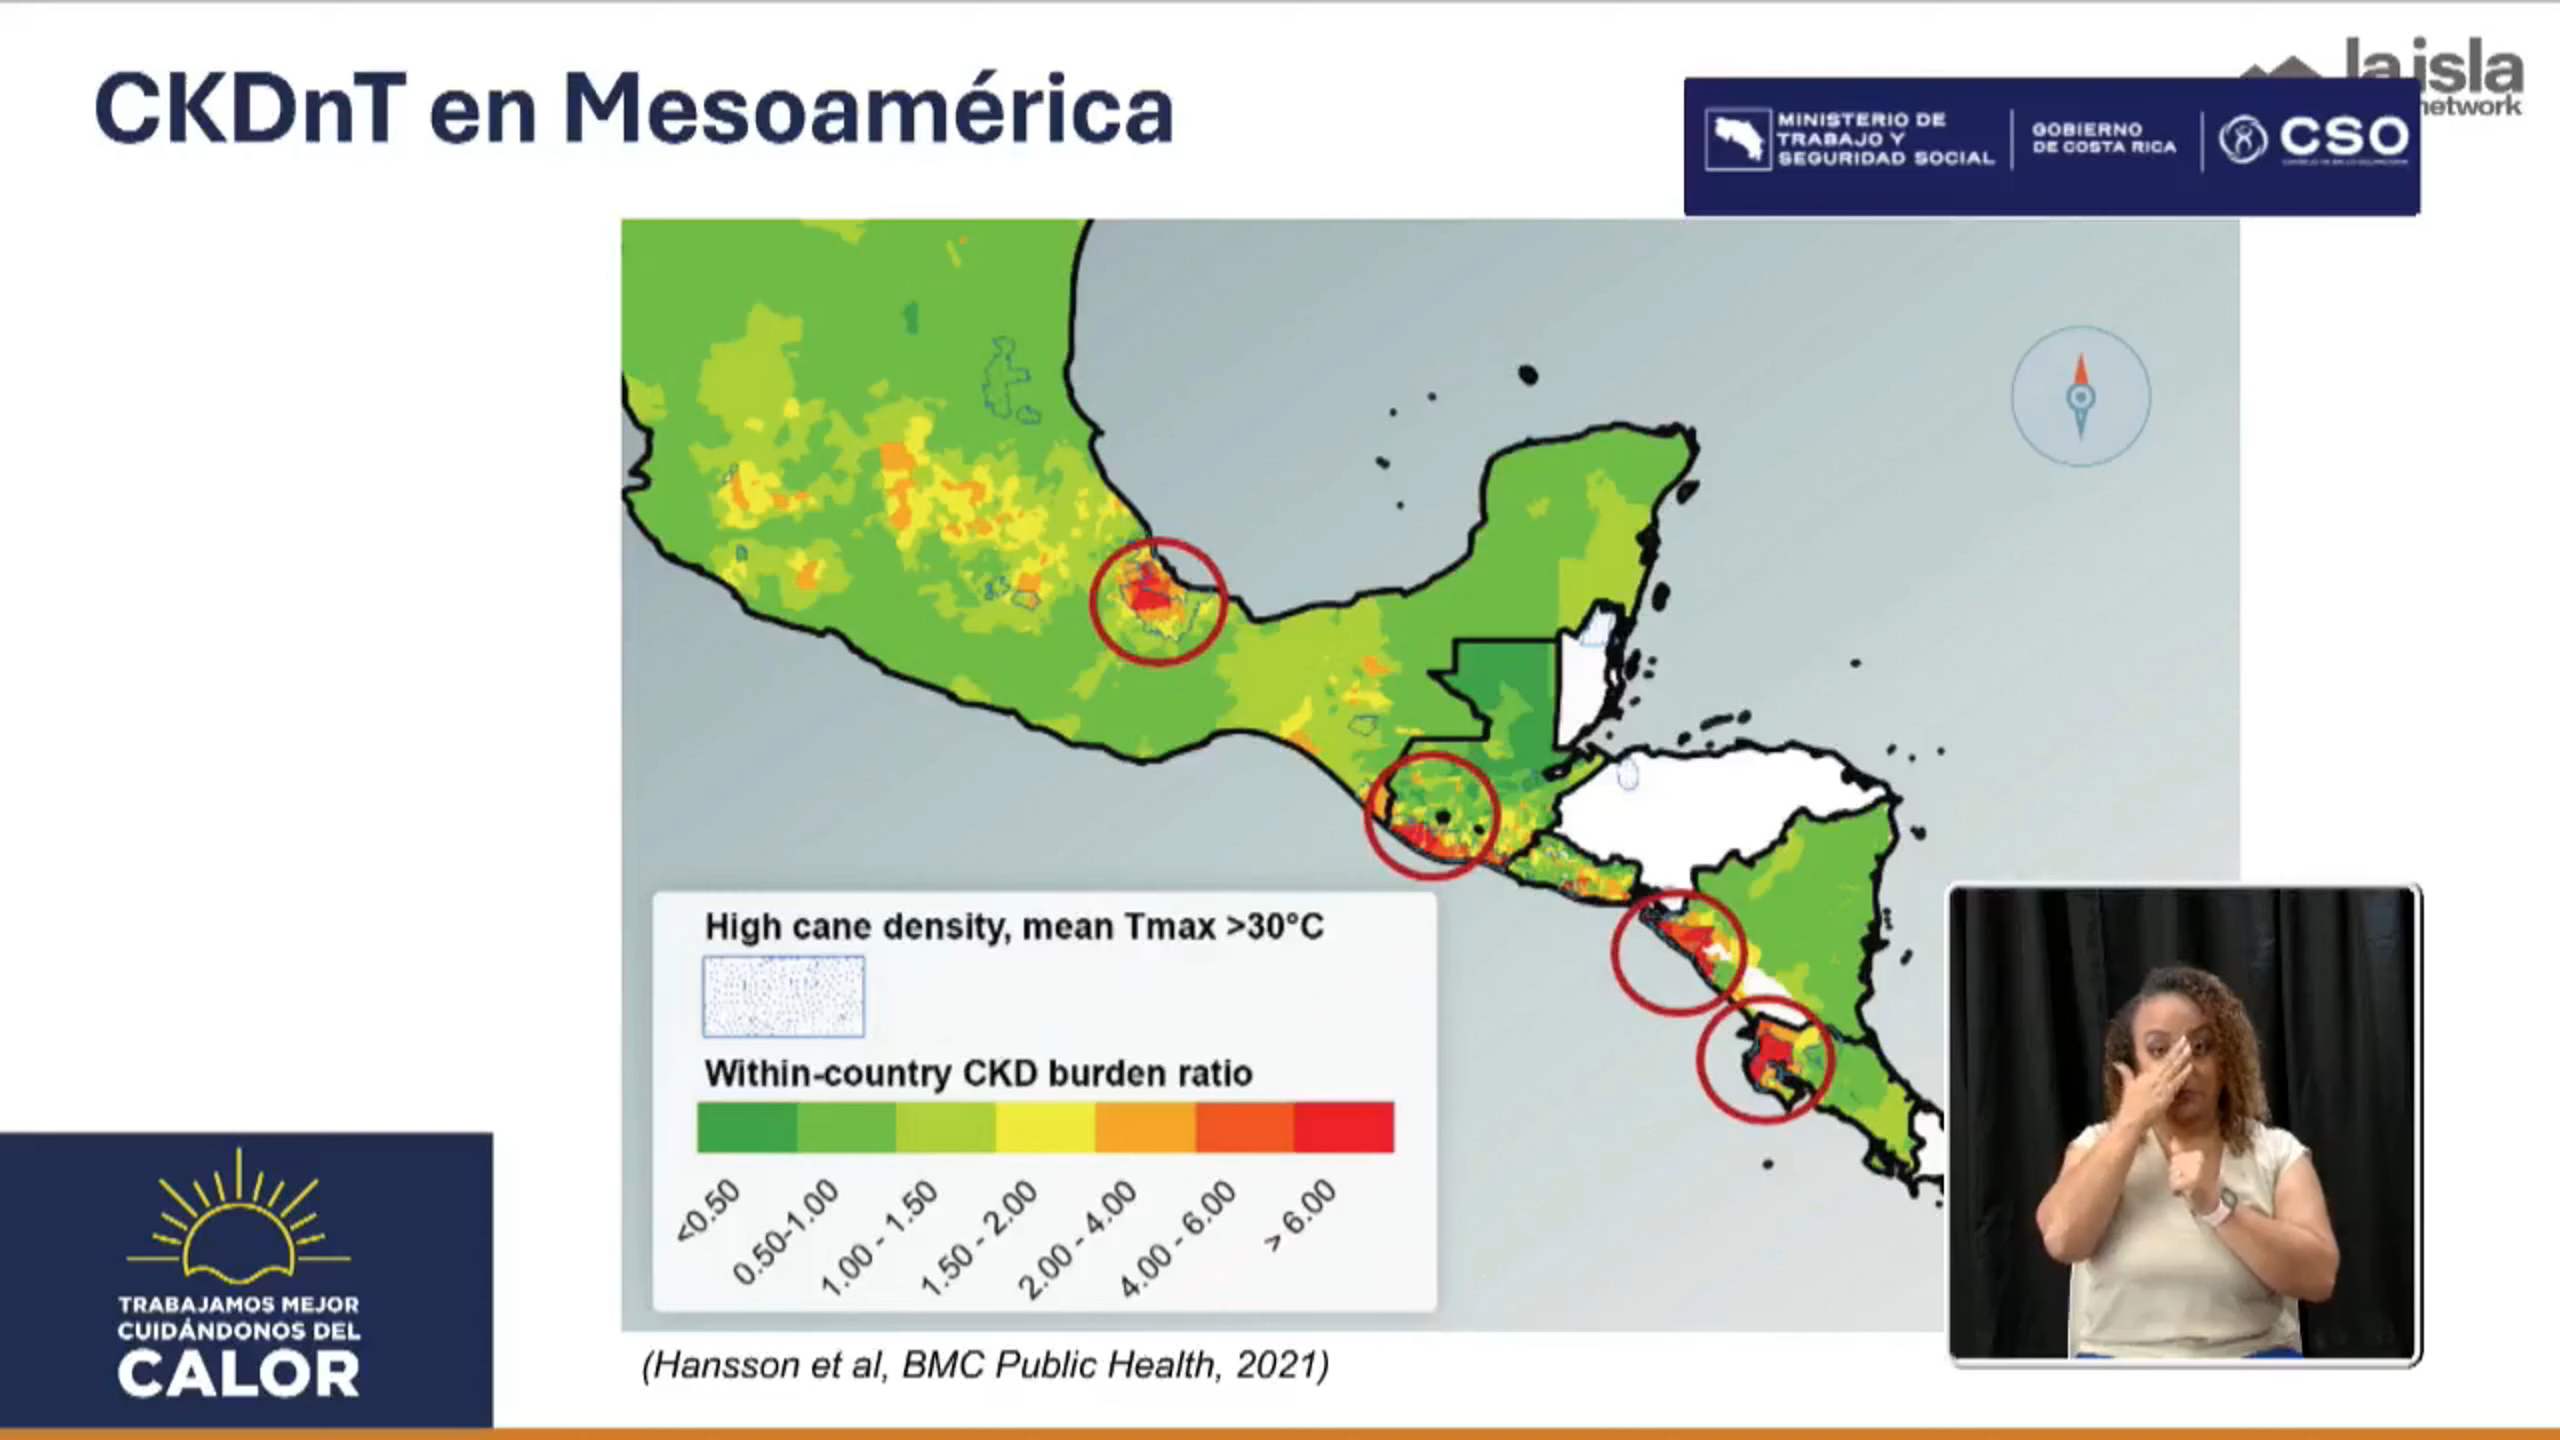 CKDnT en Mesoamérica
la isla
network
MINISTERIO DE
TRABAJO Y
SEGURIDAD SOCIAL
GOBIERNO
DE COSTA RICA
CSO
High cane density, mean Tmax >30°C
Within-country CKD burden ratio
<0.50
0.50-1.00
1.00 - 1.50
1.50 - 2.00
2.00 - 4.00
4.00 - 6.00
> 6.00
(Hansson et al, BMC Public Health, 2021)
TRABAJAMOS MEJOR
CUIDÁNDONOS DEL
CALOR